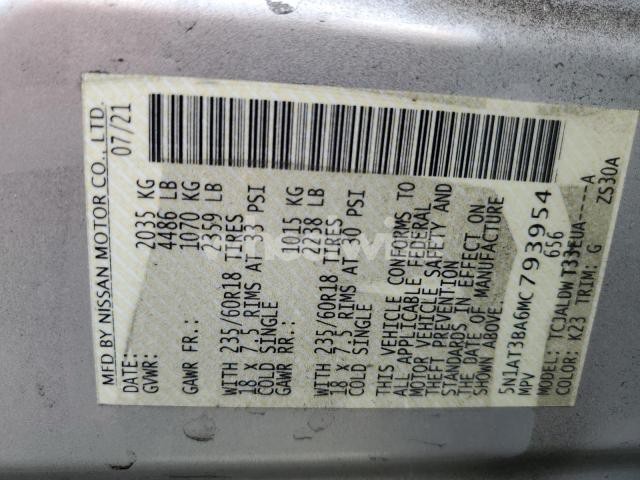 MFD BY NISSAN MOTOR CO., LTD.
DATE: 07/21
GVWR: 2035 KG
4486 LB
GAWR FR.: 1070 KG
2359 LB
WITH 235/60R18 TIRES
18 X 7.5 RIMS AT 33 PSI
COLD SINGLE
GAWR RR.: 1015 KG
2238 LB
WITH 235/60R18 TIRES
18 X 7.5 RIMS AT 30 PSI
COLD SINGLE
THIS VEHICLE CONFORMS TO
ALL APPLICABLE FEDERAL
MOTOR VEHICLE SAFETY AND
THEFT PREVENTION
STANDARDS IN EFFECT ON
THE DATE OF MANUFACTURE
SHOWN ABOVE.
5N1AT3BA6MC793954
MPV 656
MODEL: TC1ALDWT33EUA-----A
COLOR: K23 TRIM: G ZS30A